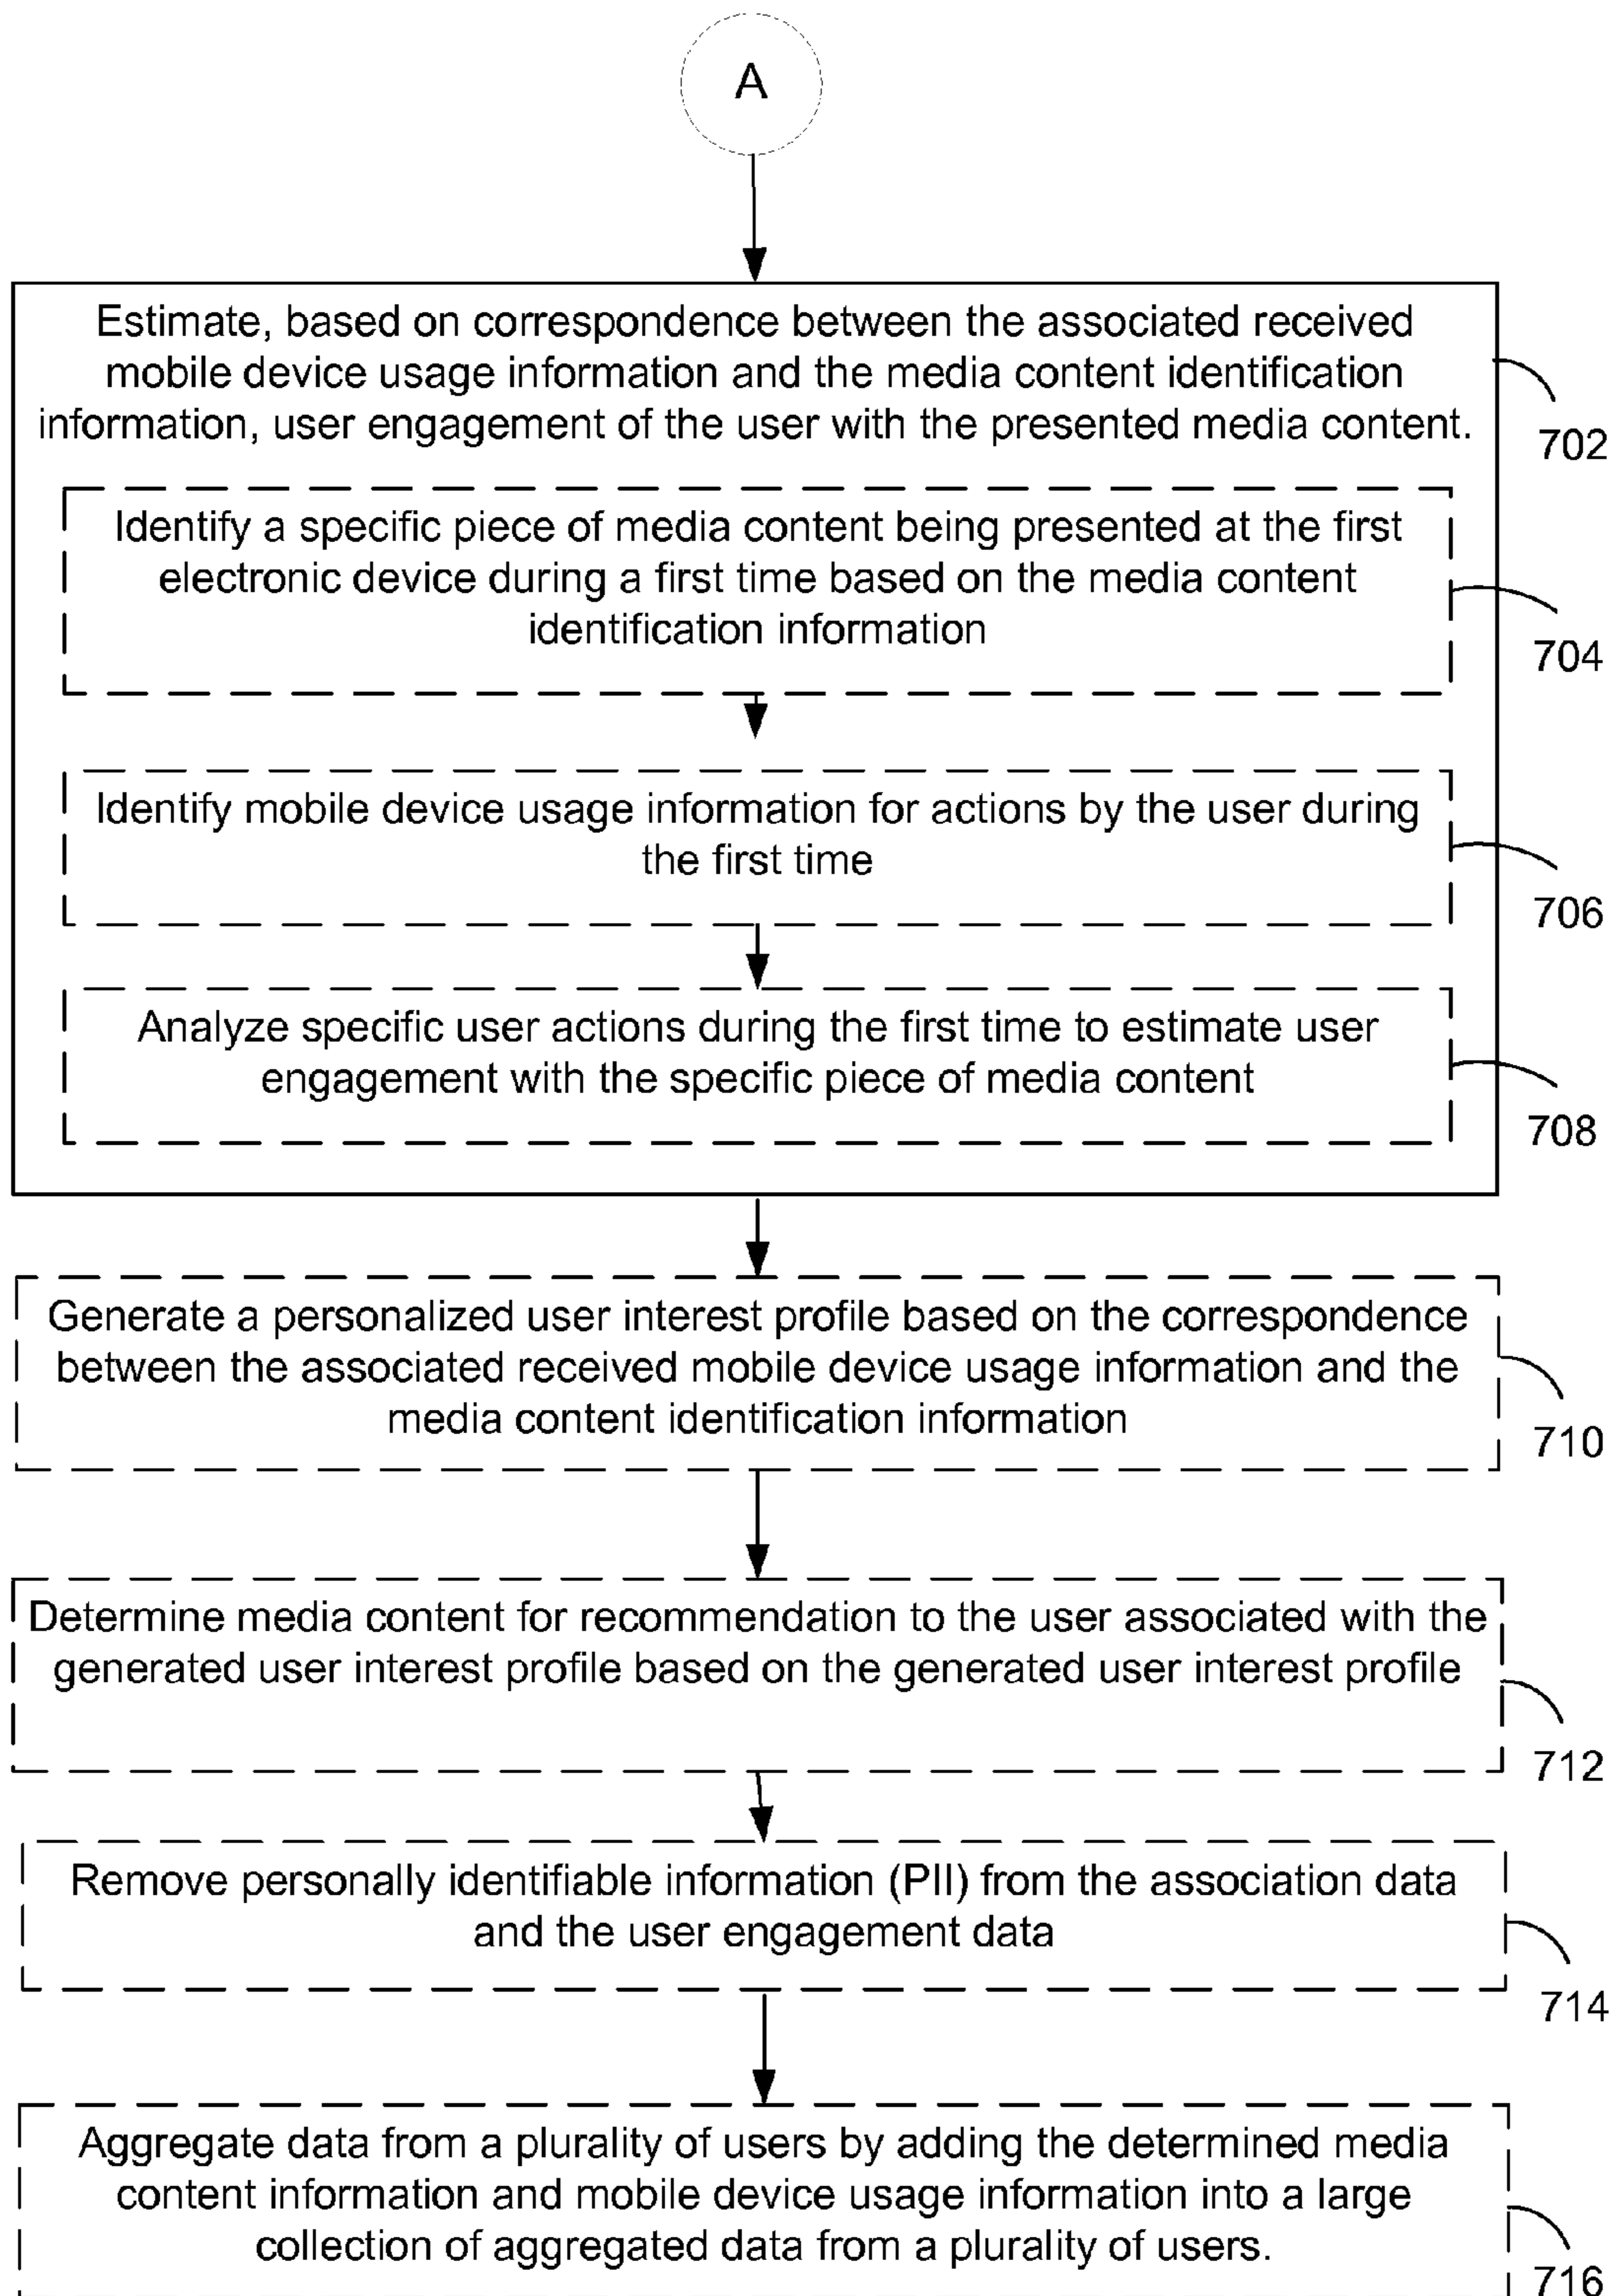 A
Estimate, based on correspondence between the associated received
mobile device usage information and the media content identification
information, user engagement of the user with the presented media content.
702
Identify a specific piece of media content being presented at the first
electronic device during a first time based on the media content
identification information
704
Identify mobile device usage information for actions by the user during
the first time
706
Analyze specific user actions during the first time to estimate user
engagement with the specific piece of media content
708
Generate a personalized user interest profile based on the correspondence
between the associated received mobile device usage information and the
media content identification information
710
Determine media content for recommendation to the user associated with the
generated user interest profile based on the generated user interest profile
712
Remove personally identifiable information (PII) from the association data
and the user engagement data
714
Aggregate data from a plurality of users by adding the determined media
content information and mobile device usage information into a large
collection of aggregated data from a plurality of users.
716